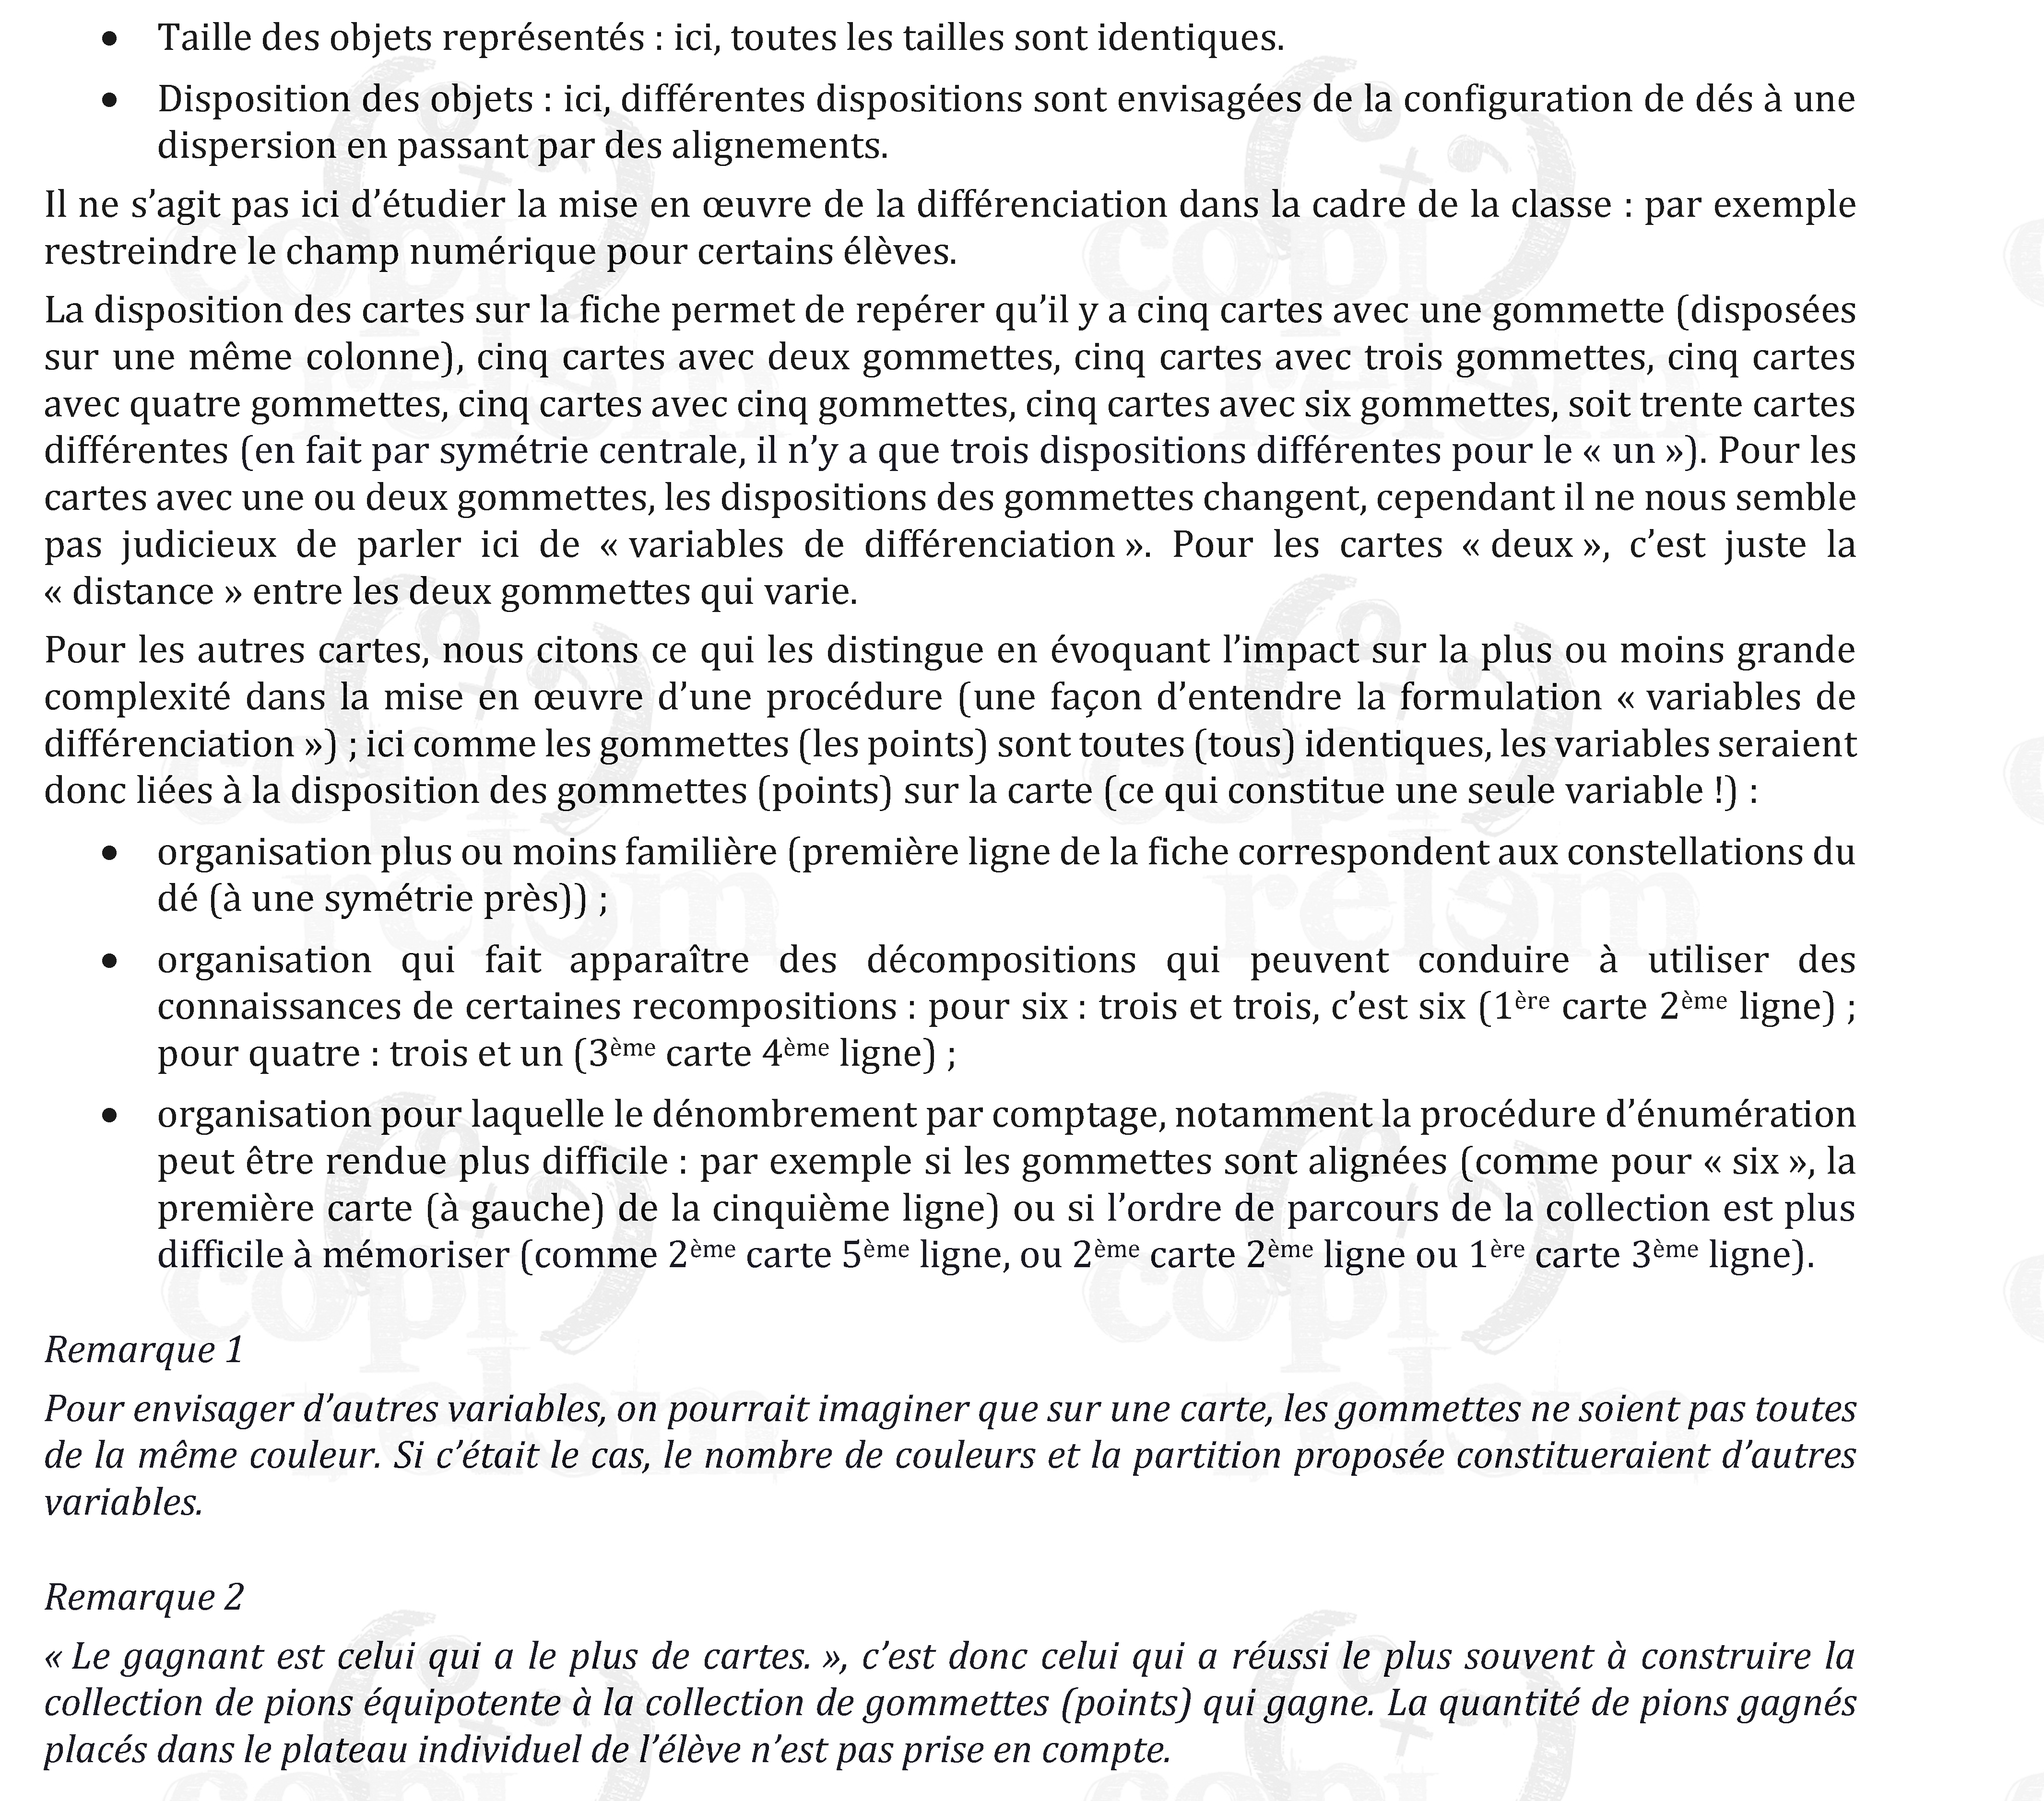 • Taille des objets représentés : ici, toutes les tailles sont identiques.
• Disposition des objets : ici, différentes dispositions sont envisagées de la configuration de dés à une
dispersion en passant par des alignements.
Il ne s’agit pas ici d’étudier la mise en œuvre de la différenciation dans la cadre de la classe : par exemple
restreindre le champ numérique pour certains élèves.
La disposition des cartes sur la fiche permet de repérer qu’il y a cinq cartes avec une gommette (disposées
sur une même colonne), cinq cartes avec deux gommettes, cinq cartes avec trois gommettes, cinq cartes
avec quatre gommettes, cinq cartes avec cinq gommettes, cinq cartes avec six gommettes, soit trente cartes
différentes (en fait par symétrie centrale, il n’y a que trois dispositions différentes pour le « un »). Pour les
cartes avec une ou deux gommettes, les dispositions des gommettes changent, cependant il ne nous semble
pas judicieux de parler ici de « variables de différenciation ». Pour les cartes « deux », c’est juste la
« distance » entre les deux gommettes qui varie.
Pour les autres cartes, nous citons ce qui les distingue en évoquant l’impact sur la plus ou moins grande
complexité dans la mise en œuvre d’une procédure (une façon d’entendre la formulation « variables de
différenciation ») ; ici comme les gommettes (les points) sont toutes (tous) identiques, les variables seraient
donc liées à la disposition des gommettes (points) sur la carte (ce qui constitue une seule variable !) :
• organisation plus ou moins familière (première ligne de la fiche correspondent aux constellations du
dé (à une symétrie près)) ;
• organisation qui fait apparaître des décompositions qui peuvent conduire à utiliser des
connaissances de certaines recompositions : pour six : trois et trois, c’est six (1ère carte 2ème ligne) ;
pour quatre : trois et un (3ème carte 4ème ligne) ;
• organisation pour laquelle le dénombrement par comptage, notamment la procédure d’énumération
peut être rendue plus difficile : par exemple si les gommettes sont alignées (comme pour « six », la
première carte (à gauche) de la cinquième ligne) ou si l’ordre de parcours de la collection est plus
difficile à mémoriser (comme 2ème carte 5ème ligne, ou 2ème carte 2ème ligne ou 1ère carte 3ème ligne).
Remarque 1
Pour envisager d’autres variables, on pourrait imaginer que sur une carte, les gommettes ne soient pas toutes
de la même couleur. Si c’était le cas, le nombre de couleurs et la partition proposée constitueraient d’autres
variables.
Remarque 2
« Le gagnant est celui qui a le plus de cartes. », c’est donc celui qui a réussi le plus souvent à construire la
collection de pions équipotente à la collection de gommettes (points) qui gagne. La quantité de pions gagnés
placés dans le plateau individuel de l’élève n’est pas prise en compte.